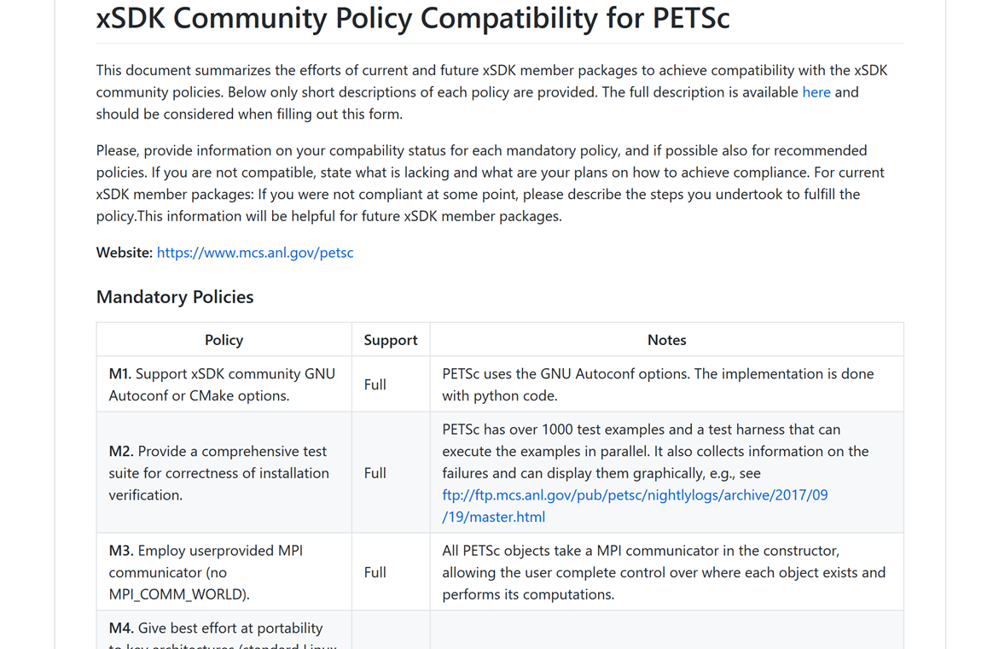 xSDK Community Policy Compatibility for PETSc
This document summarizes the efforts of current and future xSDK member packages to achieve compatibility with the xSDK
community policies. Below only short descriptions of each policy are provided. The full description is available here and
should be considered when filling out this form.
Please, provide information on your compability status for each mandatory policy, and if possible also for recommended
policies. If you are not compatible, state what is lacking and what are your plans on how to achieve compliance. For current
xSDK member packages: If you were not compliant at some point, please describe the steps you undertook to fulfill the
policy.This information will be helpful for future xSDK member packages.
Website: https://www.mcs.anl.gov/petsc
Mandatory Policies
Policy Support Notes
M1. Support xSDK community GNU
Autoconf or CMake options.
Full
PETSc uses the GNU Autoconf options. The implementation is done
with python code.
M2. Provide a comprehensive test
suite for correctness of installation
verification.
Full
PETSc has over 1000 test examples and a test harness that can
execute the examples in parallel. It also collects information on the
failures and can display them graphically, e.g., see
ftp://ftp.mcs.anl.gov/pub/petsc/nightlylogs/archive/2017/09
/19/master.html
M3. Employ userprovided MPI
communicator (no
MPI_COMM_WORLD).
Full
All PETSc objects take a MPI communicator in the constructor,
allowing the user complete control over where each object exists and
performs its computations.
M4. Give best effort at portability
to key architectures (standard Linux